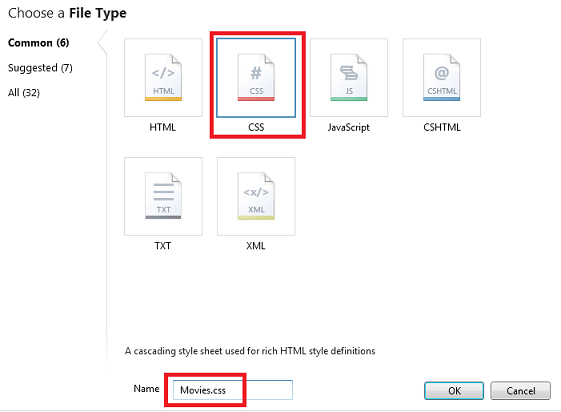 Choose a File Type
Common (6)
Suggested (7)
All (32)
</> # JS @
HTML CSS JS CSHTML
HTML CSS JavaScript CSHTML
TXT <x/> XML
TXT XML
A cascading style sheet used for rich HTML style definitions
Name Movies.css OK Cancel